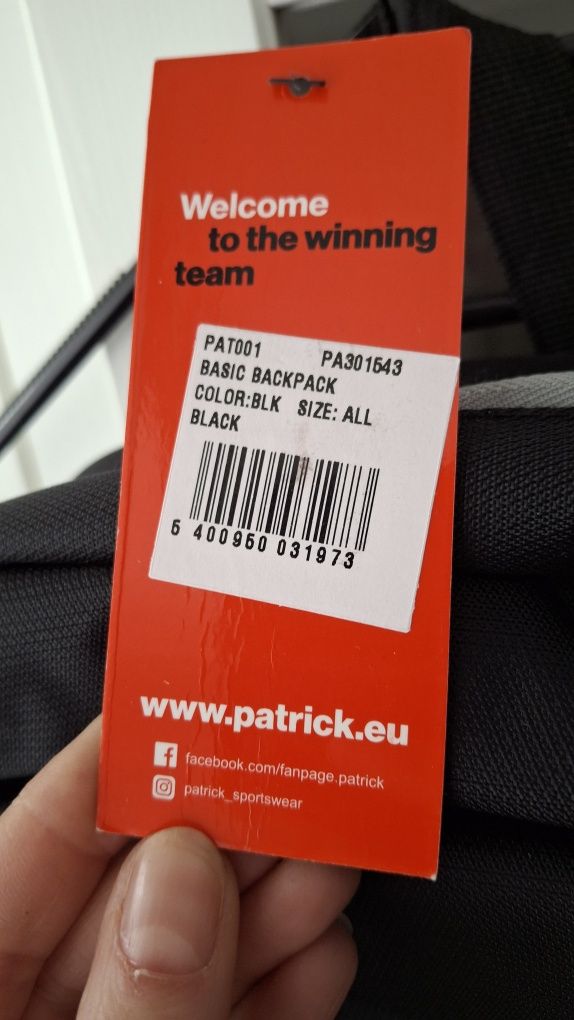 Welcome
to the winning
team
PAT001 PA301543
BASIC BACKPACK
COLOR:BLK SIZE: ALL
BLACK
5 400950 031973
www.patrick.eu
facebook.com/fanpage.patrick
patrick_sportswear